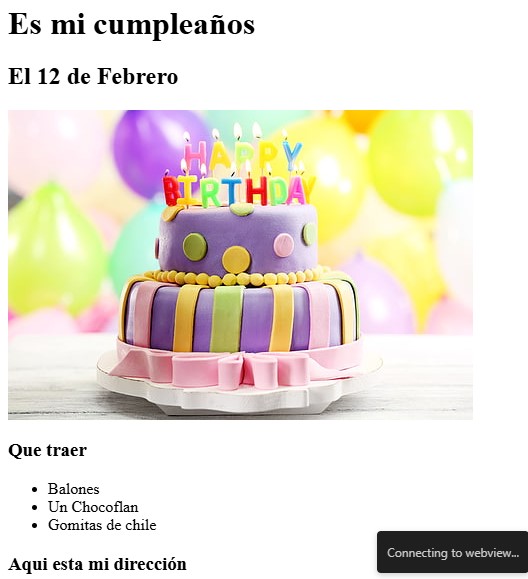 Es mi cumpleaños
El 12 de Febrero
HAPPY
BIRTHDAY
Que traer
Balones
Un Chocoflan
Gomitas de chile
Aqui esta mi dirección
Connecting to webview...